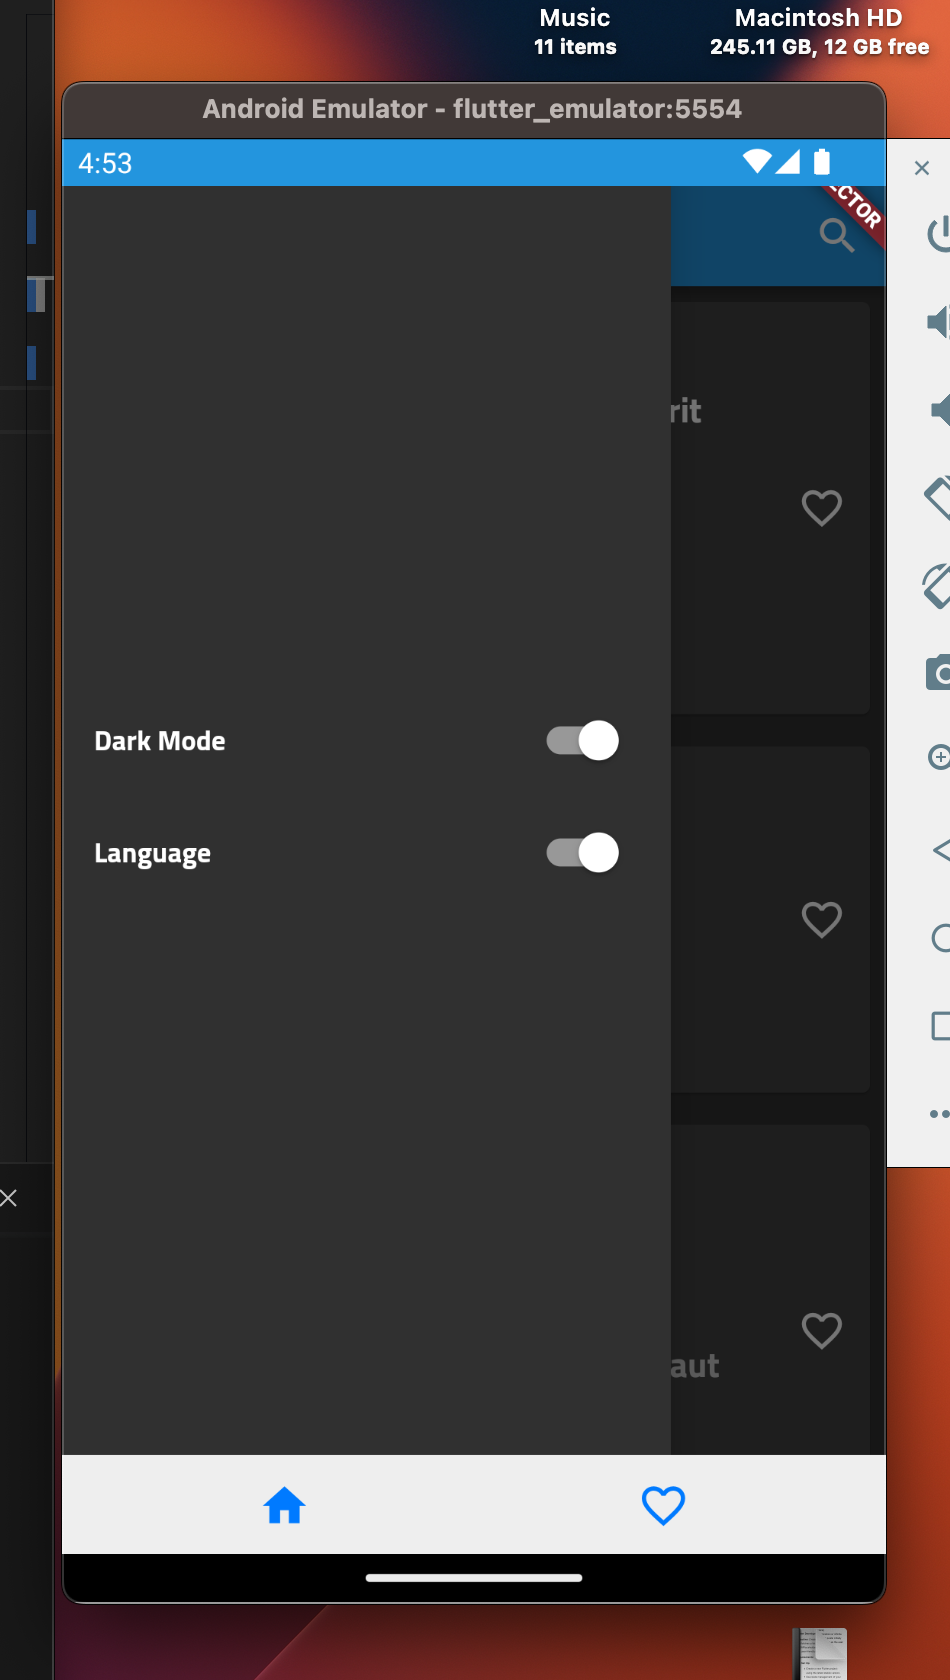 Music
11 items
Macintosh HD
245.11 GB, 12 GB free
Android Emulator - flutter_emulator:5554
4:53
ECTOR
rit
Dark Mode
Language
aut